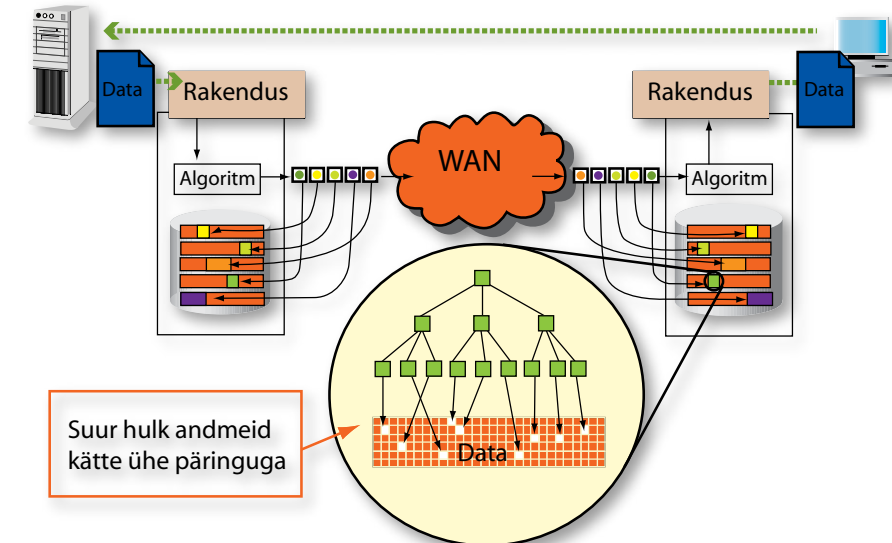 Data
Rakendus
Rakendus
Data
WAN
Algoritm
Algoritm
Suur hulk andmeid
kätte ühe päringuga
Data